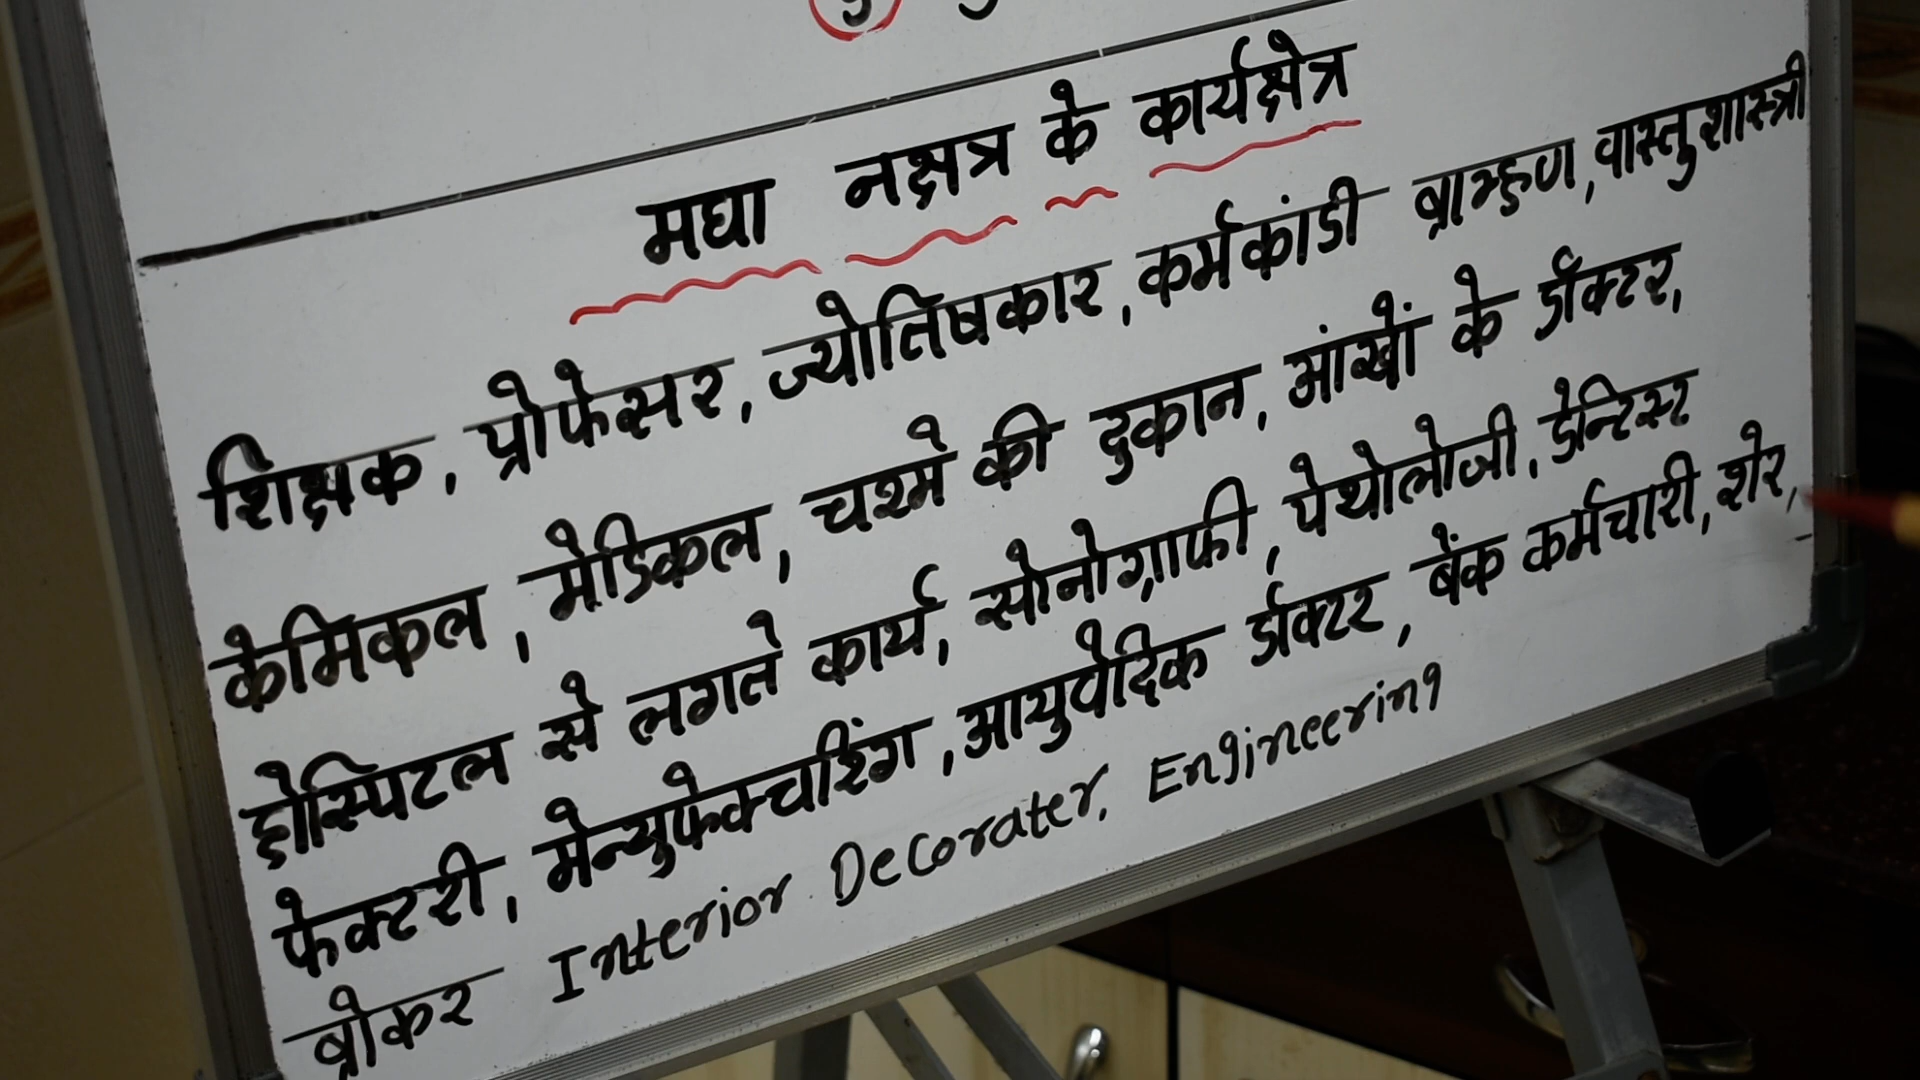 मघा नक्षत्र के कार्यक्षेत्र
शिक्षक, प्रोफेसर, ज्योतिषकार, कर्मकांडी ब्राम्हण, वास्तुशास्त्री
केमिकल, मेडिकल, चश्मे की दुकान, आंखों के डॉक्टर,
होस्पिटल से लगते कार्य, सोनोग्राफी, पेथोलोजी, डेन्टिस्ट
फेक्टरी, मेन्युफेक्चरिंग, आयुर्वेदिक डॉक्टर, बेंक कर्मचारी, शेर,
ब्रोकर Interior Decorater, Engineering